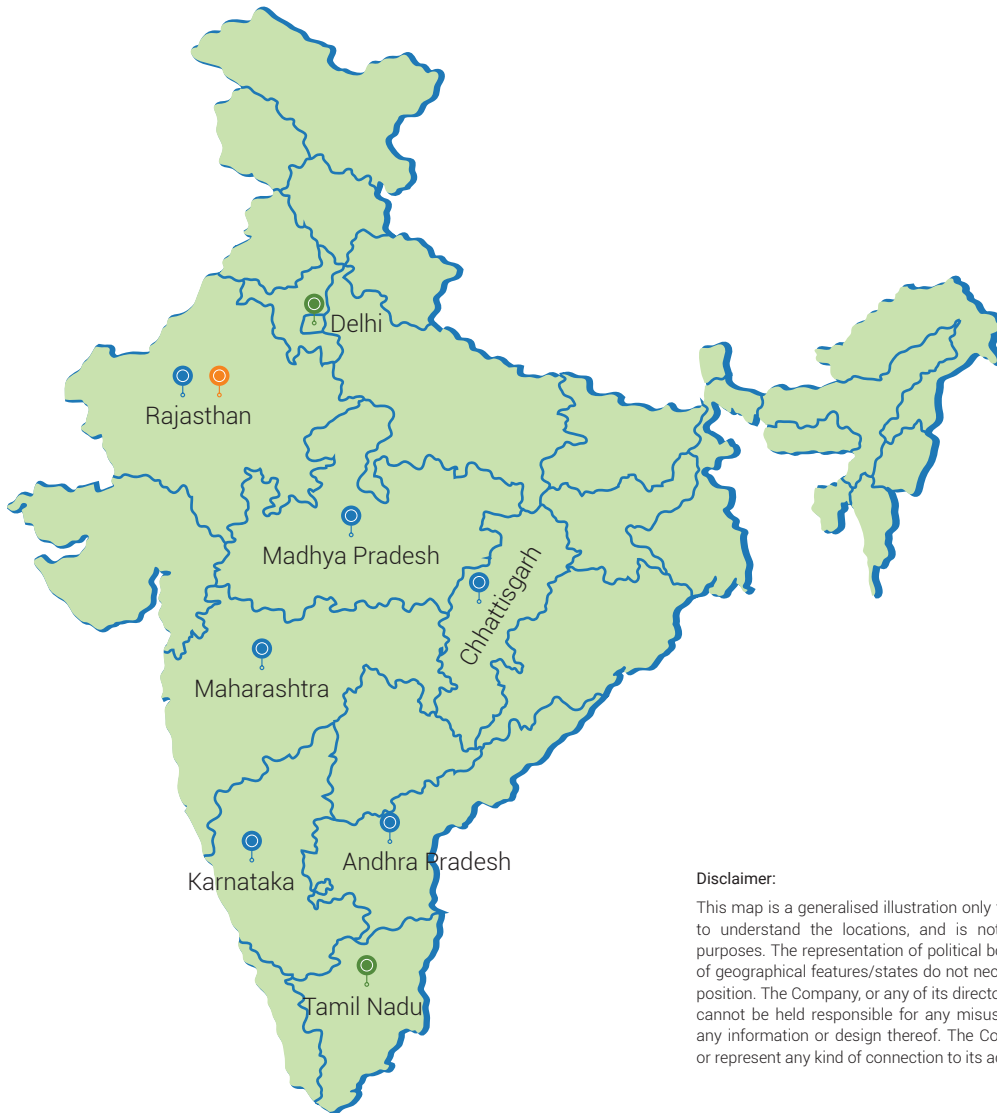 Delhi
Rajasthan
Madhya Pradesh
Chhattisgarh
Maharashtra
Andhra Pradesh
Karnataka
Tamil Nadu
Disclaimer:
This map is a generalised illustration only
to understand the locations, and is not
purposes. The representation of political
of geographical features/states do not
position. The Company, or any of its
cannot be held responsible for any
any information or design thereof. The
or represent any kind of connection to its